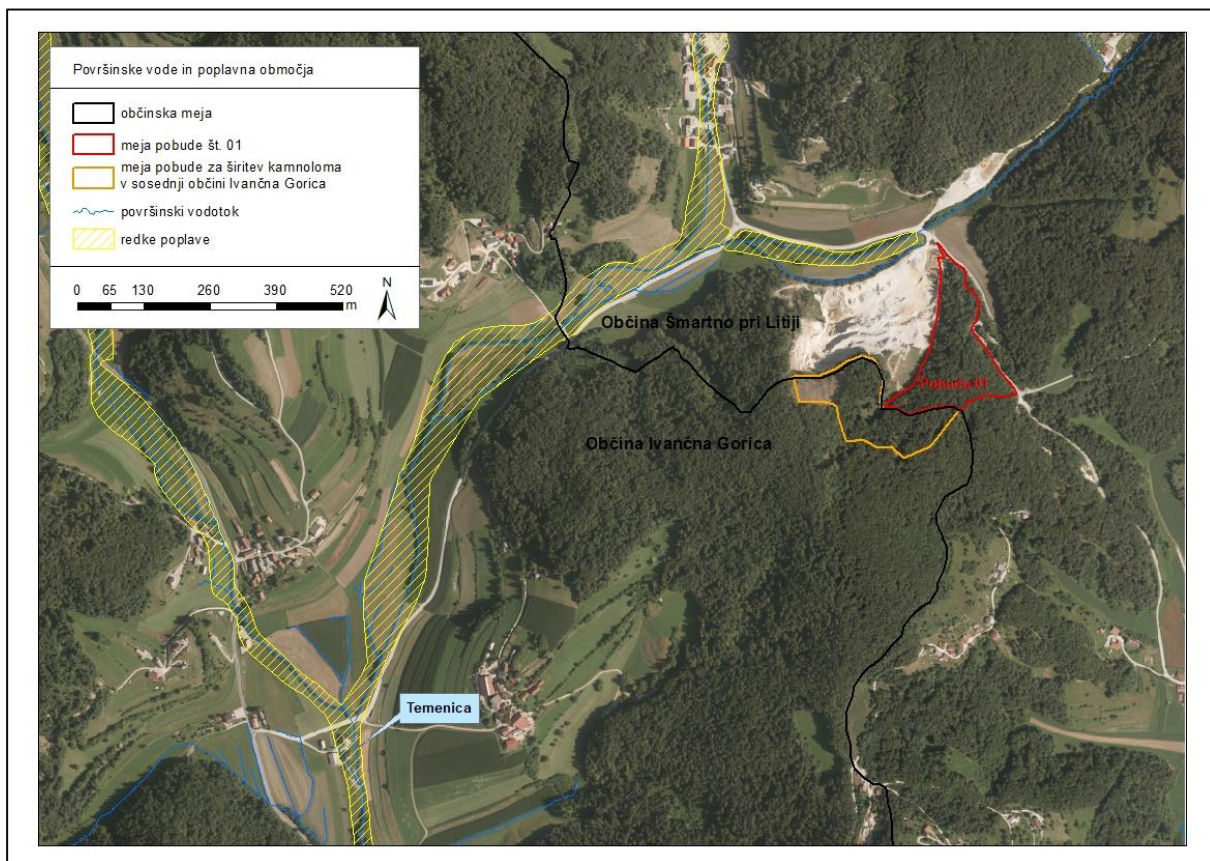 Površinske vode in poplavna območja
občinska meja
meja pobude št. 01
meja pobude za širitev kamnoloma
v sosednji občini Ivančna Gorica
površinski vodotok
redke poplave
0 65 130 260 390 520
m
N
Občina Šmartno pri Litiji
Pobuda 01
Občina Ivančna Gorica
Temenica